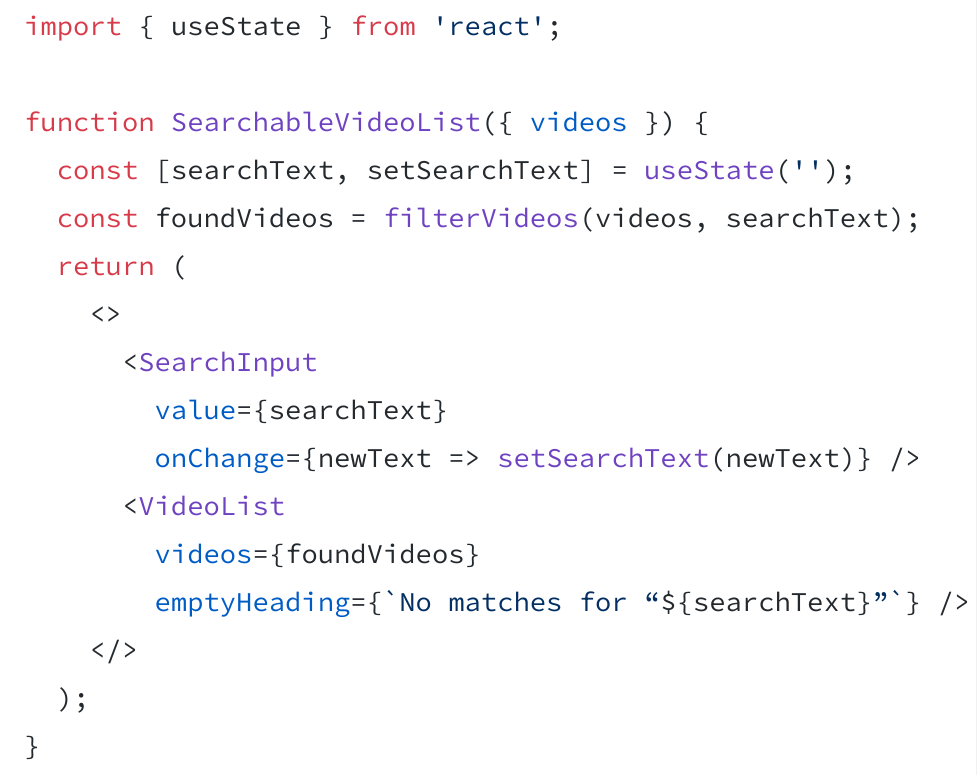 import { useState } from 'react';

function SearchableVideoList({ videos }) {
  const [searchText, setSearchText] = useState('');
  const foundVideos = filterVideos(videos, searchText);
  return (
    <>
      <SearchInput
        value={searchText}
        onChange={newText => setSearchText(newText)} />
      <VideoList
        videos={foundVideos}
        emptyHeading={`No matches for “${searchText}”`} />
    </>
  );
}